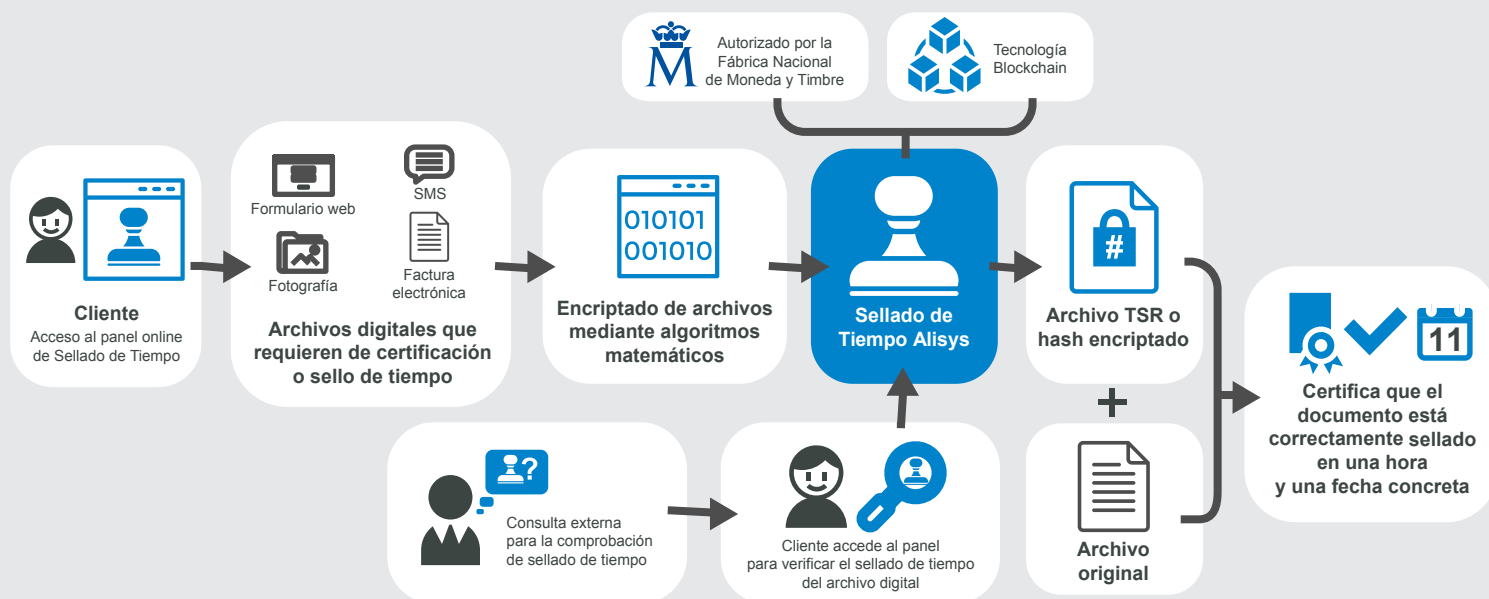 Autorizado por la
Fábrica Nacional
de Moneda y Timbre
Tecnología
Blockchain
Cliente
Acceso al panel online
de Sellado de Tiempo
Formulario web
SMS
Fotografía
Factura
electrónica
Archivos digitales que
requieren de certificación
o sello de tiempo
010101
001010
Encriptado de archivos
mediante algoritmos
matemáticos
Sellado de
Tiempo Alisys
#
Archivo TSR o
hash encriptado
+
Archivo
original
11
Certifica que el
documento está
correctamente sellado
en una hora
y una fecha concreta
?
Consulta externa
para la comprobación
de sellado de tiempo
Cliente accede al panel
para verificar el sellado de tiempo
del archivo digital